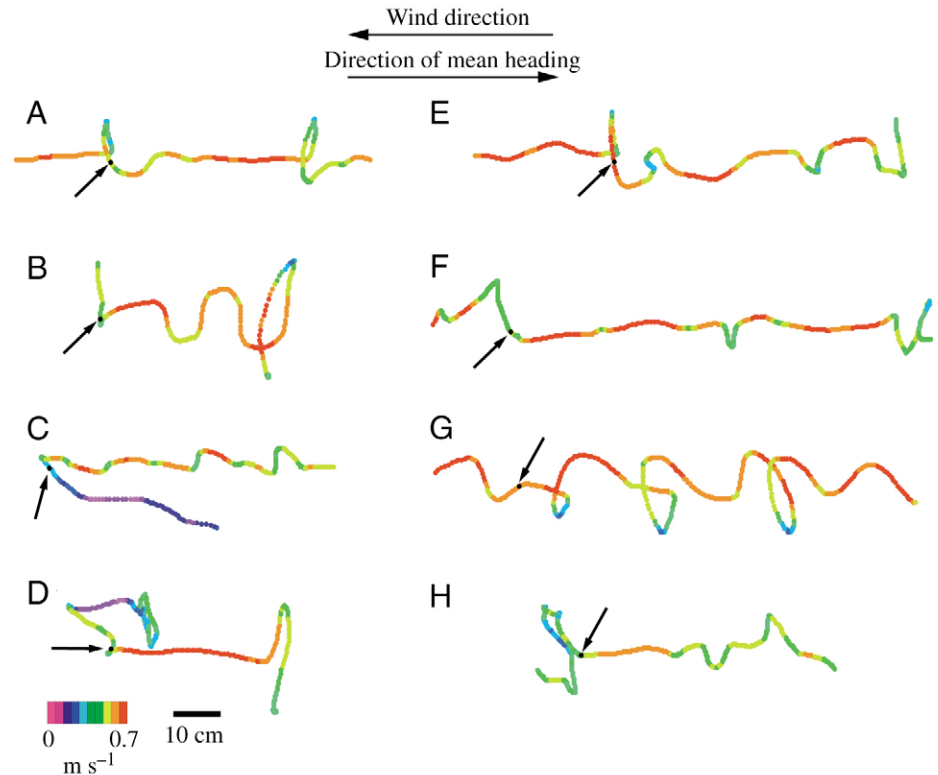 Wind direction
Direction of mean heading
A
E
B
F
C
G
D
H
0 0.7
m s⁻¹
10 cm